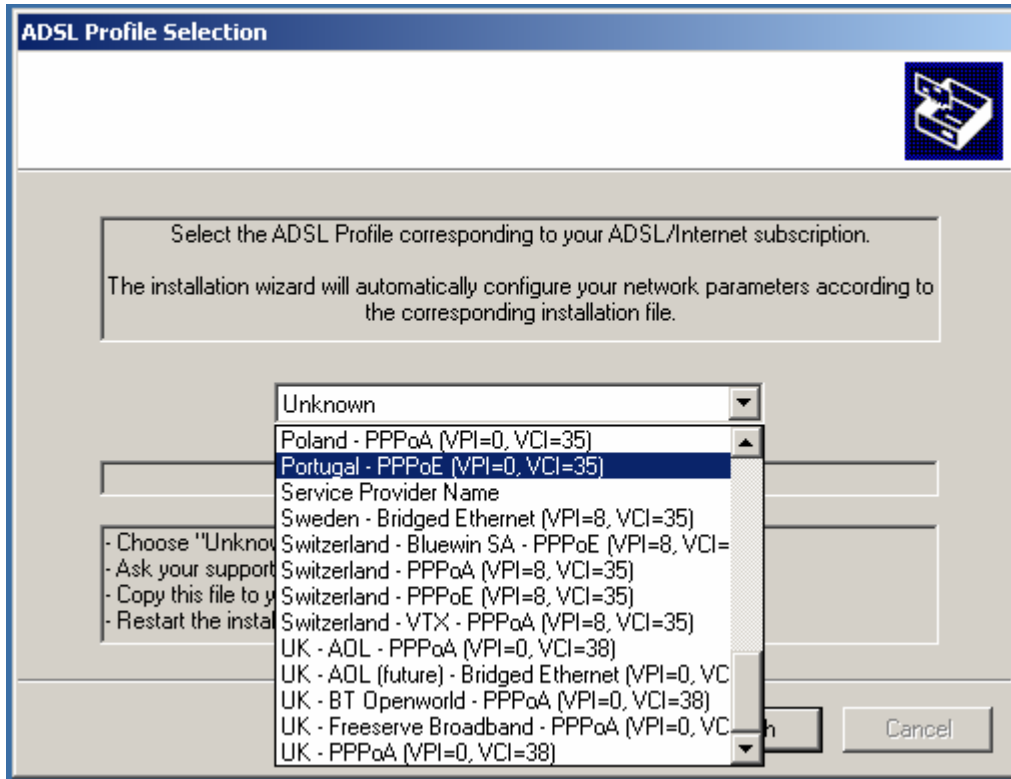 ADSL Profile Selection
Select the ADSL Profile corresponding to your ADSL/Internet subscription.
The installation wizard will automatically configure your network parameters according to
the corresponding installation file.
Unknown
Poland - PPPoA (VPI=0, VCI=35)
Portugal - PPPoE (VPI=0, VCI=35)
Service Provider Name
Sweden - Bridged Ethernet (VPI=8, VCI=35)
Switzerland - Bluewin SA - PPPoE (VPI=8, VCI=
Switzerland - PPPoA (VPI=8, VCI=35)
Switzerland - PPPoE (VPI=8, VCI=35)
Switzerland - VTX - PPPoA (VPI=8, VCI=35)
UK - AOL - PPPoA (VPI=0, VCI=38)
UK - AOL (future) - Bridged Ethernet (VPI=0, VC
UK - BT Openworld - PPPoA (VPI=0, VCI=38)
UK - Freeserve Broadband - PPPoA (VPI=0, VC
UK - PPPoA (VPI=0, VCI=38)
- Choose "Unknow
- Ask your support
- Copy this file to y
- Restart the instal
h
Cancel